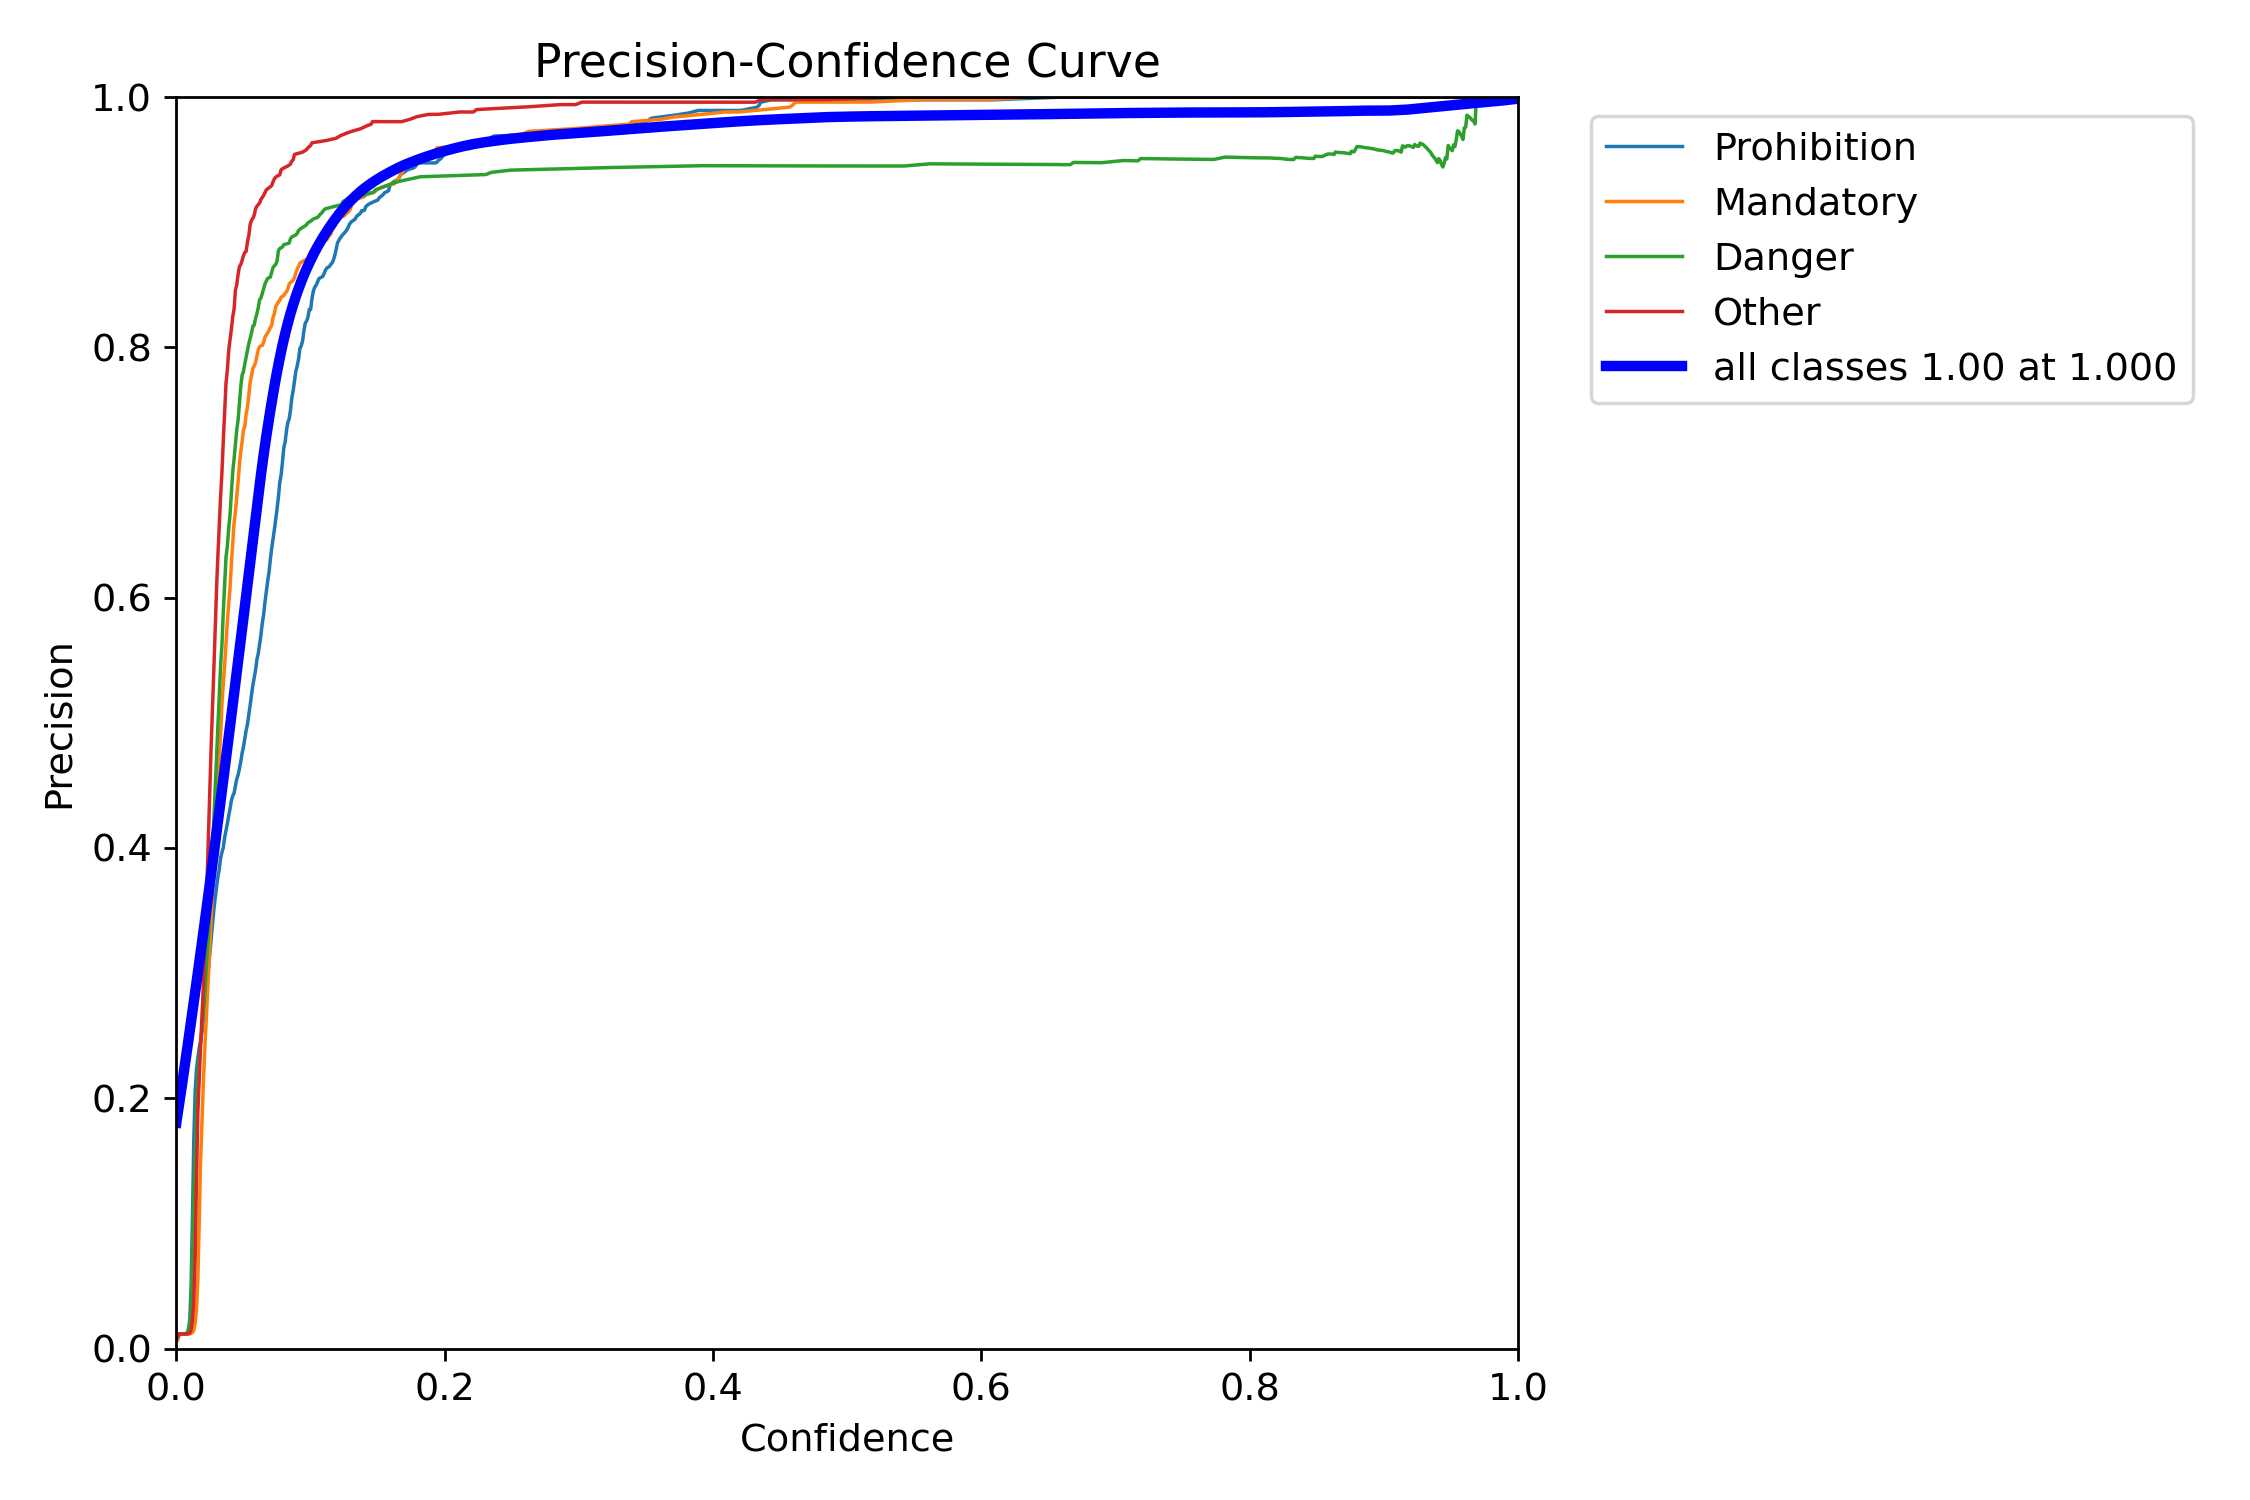 Precision-Confidence Curve
1.0
0.8
0.6
0.4
0.2
0.0
Precision
0.0 0.2 0.4 0.6 0.8 1.0
Confidence
Prohibition
Mandatory
Danger
Other
all classes 1.00 at 1.000